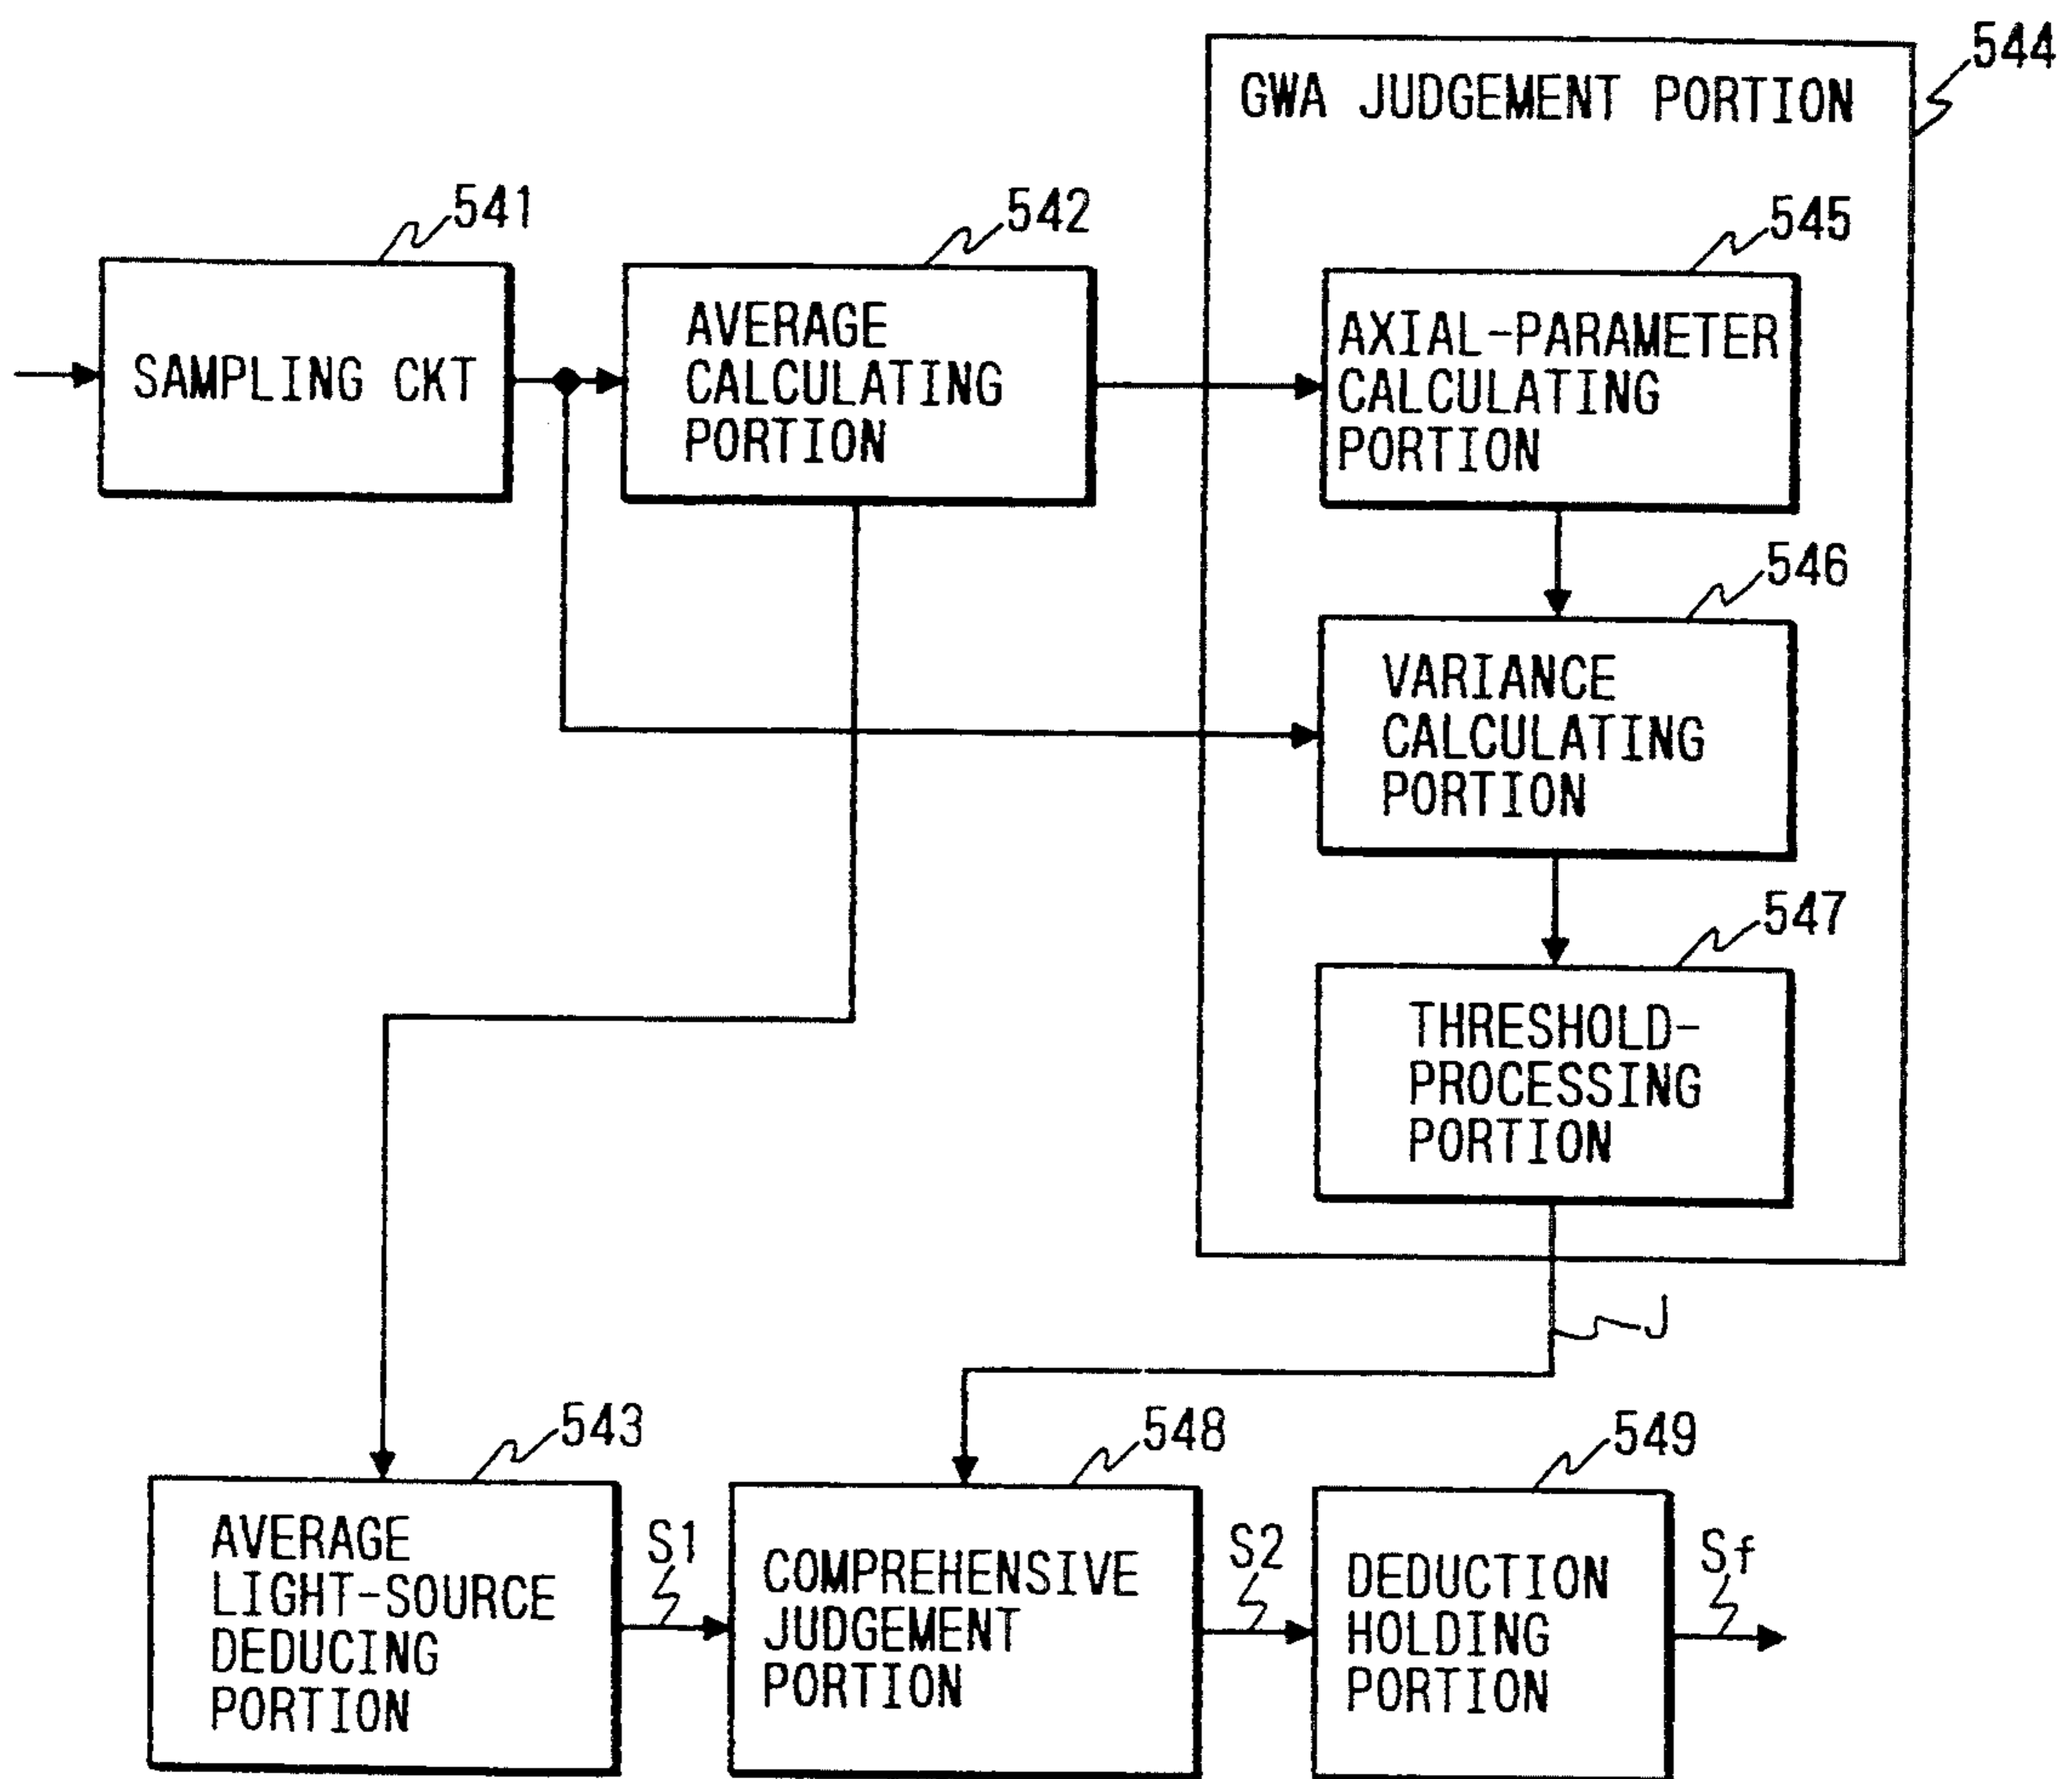 544
GWA JUDGEMENT PORTION
541
542
545
SAMPLING CKT
AVERAGE
CALCULATING
PORTION
AXIAL-PARAMETER
CALCULATING
PORTION
546
VARIANCE
CALCULATING
PORTION
547
THRESHOLD-
PROCESSING
PORTION
J
543
548
549
AVERAGE
LIGHT-SOURCE
DEDUCING
PORTION
S1
COMPREHENSIVE
JUDGEMENT
PORTION
S2
DEDUCTION
HOLDING
PORTION
Sf